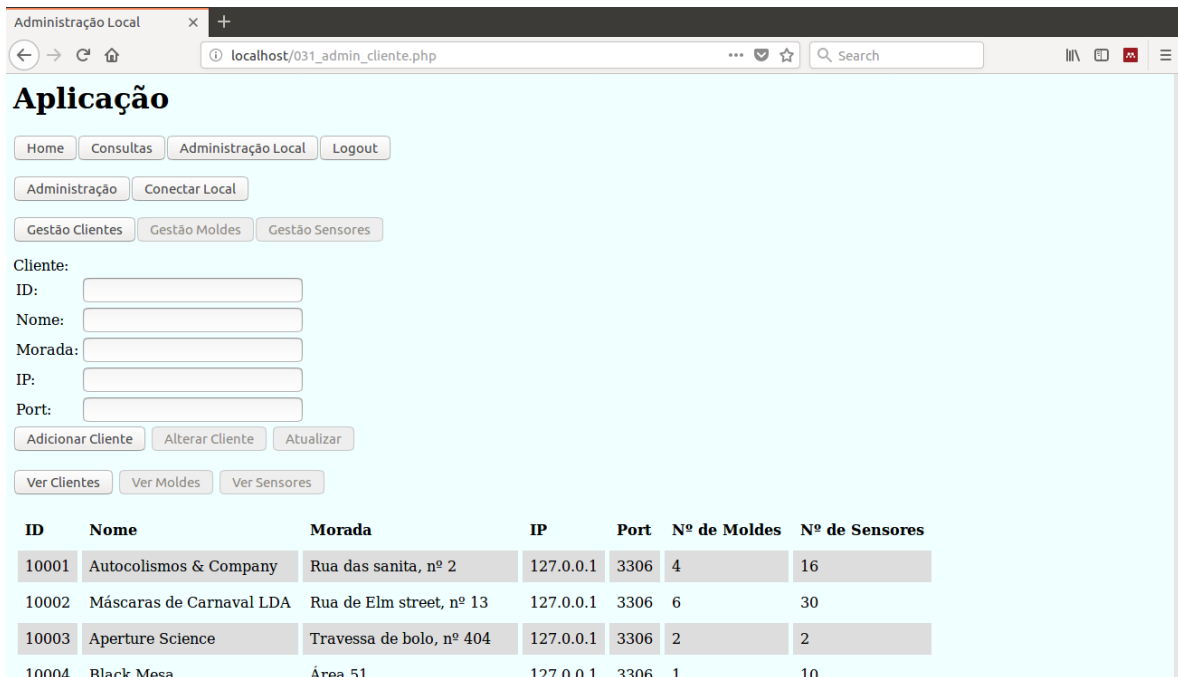 Administração Local
localhost/031_admin_cliente.php
Search
Aplicação
Home Consultas Administração Local Logout
Administração Conectar Local
Gestão Clientes Gestão Moldes Gestão Sensores
Cliente:
ID:
Nome:
Morada:
IP:
Port:
Adicionar Cliente Alterar Cliente Atualizar
Ver Clientes Ver Moldes Ver Sensores
ID Nome Morada IP Port Nº de Moldes Nº de Sensores
10001 Autocolismos & Company Rua das sanita, nº 2 127.0.0.1 3306 4 16
10002 Máscaras de Carnaval LDA Rua de Elm street, nº 13 127.0.0.1 3306 6 30
10003 Aperture Science Travessa de bolo, nº 404 127.0.0.1 3306 2 2
10004 Black Mesa Área 51 127.0.0.1 3306 1 10